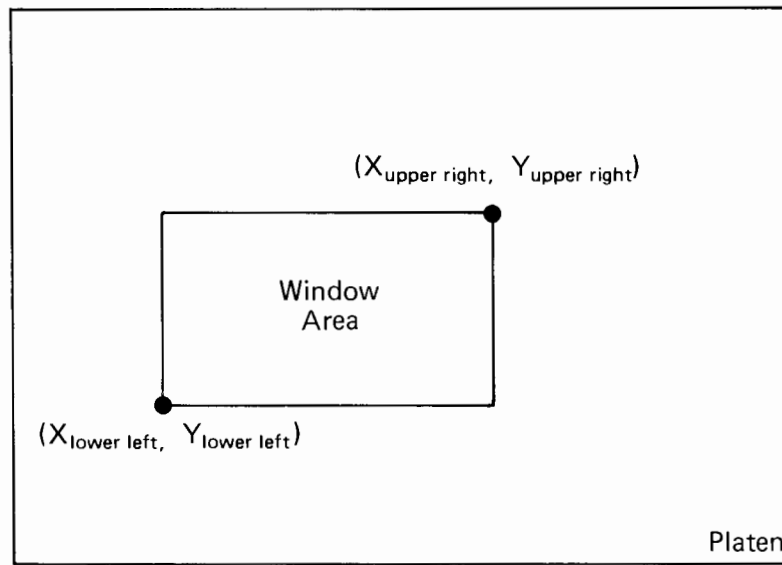 (Xupper right, Yupper right)
Window
Area
(Xlower left, Ylower left)
Platen